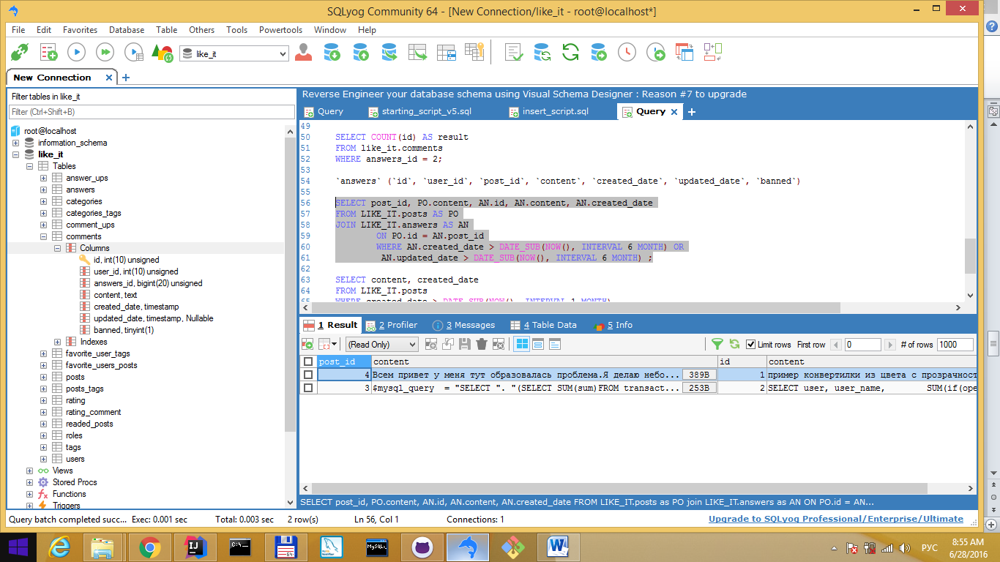 SQLyog Community 64 - [New Connection/like_it - root@localhost*]
File Edit Favorites Database Table Others Tools Powertools Window Help
like_it
New Connection
Filter tables in like_it
Filter (Ctrl+Shift+B)
root@localhost
information_schema
like_it
Tables
answer_ups
answers
categories
categories_tags
comment_ups
comments
Columns
id, int(10) unsigned
user_id, int(10) unsigned
answers_id, bigint(20) unsigned
content, text
created_date, timestamp
updated_date, timestamp, Nullable
banned, tinyint(1)
Indexes
favorite_user_tags
favorite_users_posts
posts
posts_tags
rating
rating_comment
readed_posts
roles
tags
users
Views
Stored Procs
Functions
Triggers
Reverse Engineer your database schema using Visual Schema Designer : Reason #7 to upgrade
Query starting_script_v5.sql insert_script.sql Query
49
50 SELECT COUNT(id) AS result
51 FROM like_it.comments
52 WHERE answers_id = 2;
53
54 `answers` (`id`, `user_id`, `post_id`, `content`, `created_date`, `updated_date`, `banned`)
55
56 SELECT post_id, PO.content, AN.id, AN.content, AN.created_date
57 FROM LIKE_IT.posts AS PO
58 JOIN LIKE_IT.answers AS AN
59 ON PO.id = AN.post_id
60 WHERE AN.created_date > DATE_SUB(NOW(), INTERVAL 6 MONTH) OR
61 AN.updated_date > DATE_SUB(NOW(), INTERVAL 6 MONTH) ;
62
63 SELECT content, created_date
64 FROM LIKE_IT.posts
65 WHERE created_date > DATE_SUB(NOW(), INTERVAL 1 MONTH)
1 Result 2 Profiler 3 Messages 4 Table Data 5 Info
(Read Only) Limit rows First row 0 # of rows 1000
post_id content id content
4 Всем привет у меня тут образовалась проблема.Я делаю небо... 389B 1 пример конвертилки из цвета с прозрачност
3 $mysql_query = "SELECT ". "(SELECT SUM(sum)FROM transact... 253B 2 SELECT user, user_name, SUM(if(ope
SELECT post_id, PO.content, AN.id, AN.content, AN.created_date FROM LIKE_IT.posts as PO join LIKE_IT.answers as AN ON PO.id = AN...
Query batch completed succ... Exec: 0.001 sec Total: 0.003 sec 2 row(s) Ln 56, Col 1 Connections: 1 Upgrade to SQLyog Professional/Enterprise/Ultimate
РУС
8:55 AM
6/28/2016